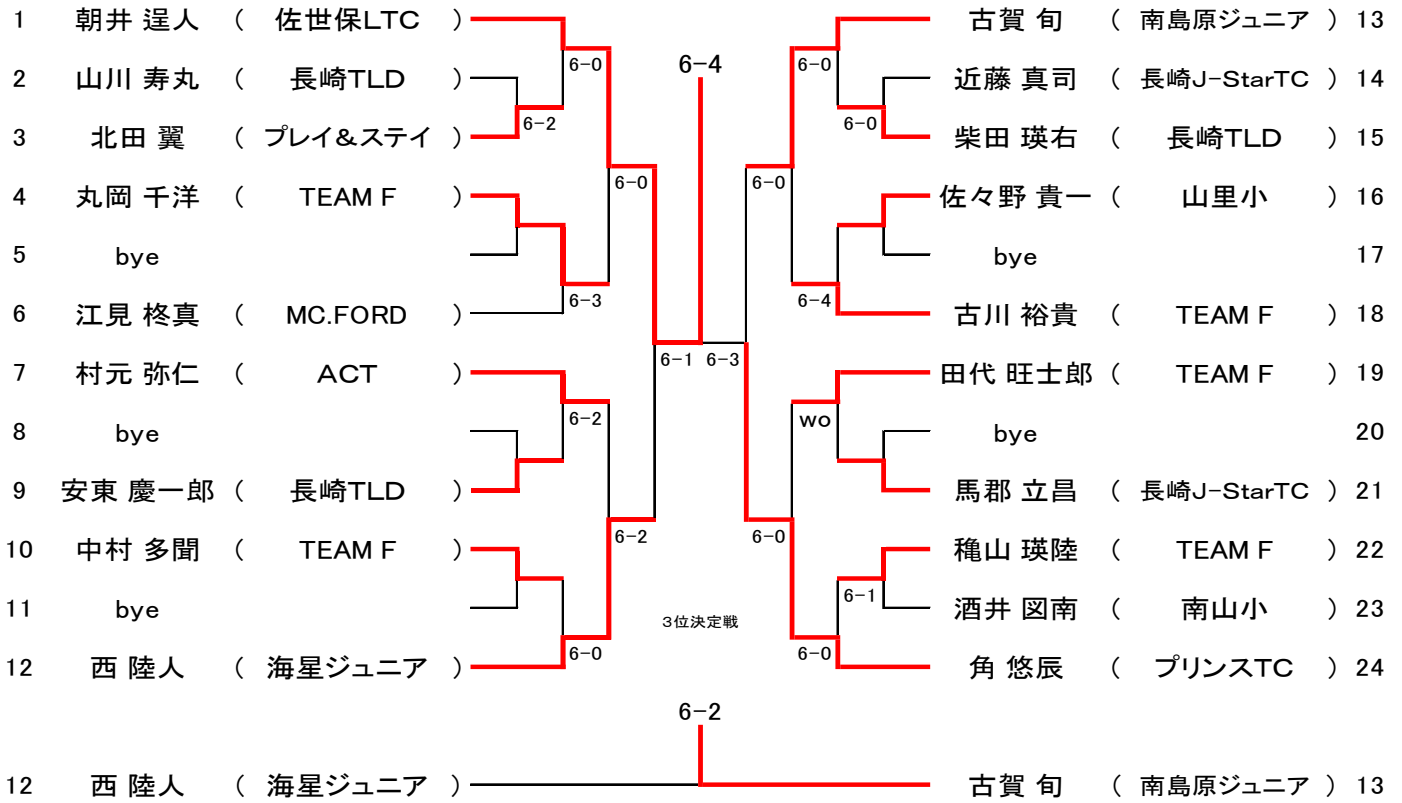 1 朝井 逞人 ( 佐世保LTC ) 古賀 旬 ( 南島原ジュニア ) 13
6-0 6-4 6-0
2 山川 寿丸 ( 長崎TLD ) 近藤 真司 ( 長崎J-StarTC ) 14
6-2 6-0
3 北田 翼 ( プレイ&ステイ ) 柴田 瑛右 ( 長崎TLD ) 15
6-0 6-0
4 丸岡 千洋 ( TEAM F ) 佐々野 貴一 ( 山里小 ) 16
5 bye bye 17
6-3 6-4
6 江見 柊真 ( MC.FORD ) 古川 裕貴 ( TEAM F ) 18
6-1 6-3
7 村元 弥仁 ( ACT ) 田代 旺士郎 ( TEAM F ) 19
6-2 wo
8 bye bye 20
9 安東 慶一郎 ( 長崎TLD ) 馬郡 立昌 ( 長崎J-StarTC ) 21
6-2 6-0
10 中村 多聞 ( TEAM F ) 穐山 瑛陸 ( TEAM F ) 22
6-1
11 bye 酒井 図南 ( 南山小 ) 23
3位決定戦
6-0 6-0
12 西 陸人 ( 海星ジュニア ) 角 悠辰 ( プリンスTC ) 24
6-2
12 西 陸人 ( 海星ジュニア ) 古賀 旬 ( 南島原ジュニア ) 13